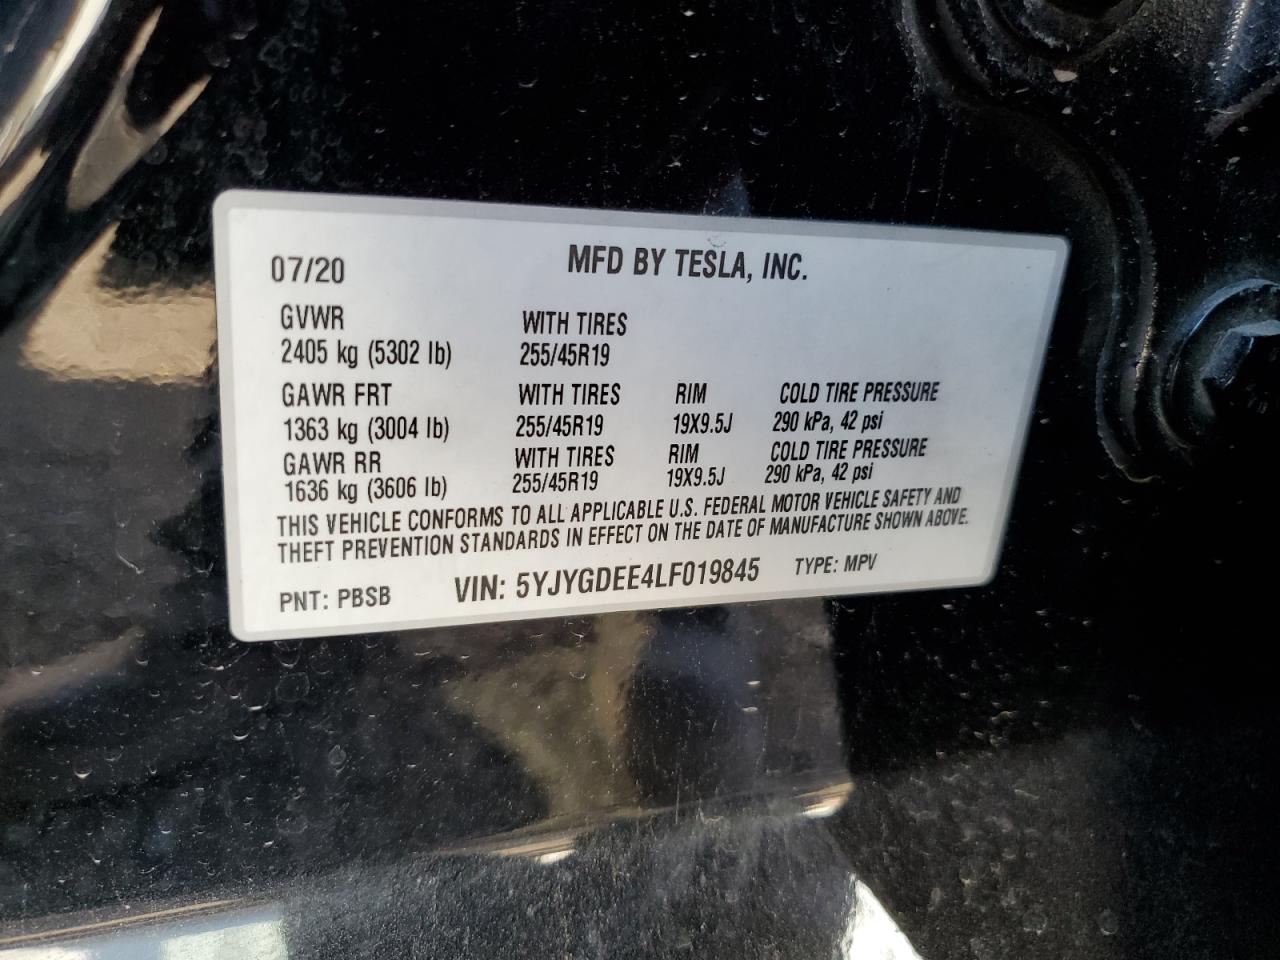 07/20 MFD BY TESLA, INC.
GVWR WITH TIRES
2405 kg (5302 lb) 255/45R19
GAWR FRT WITH TIRES RIM COLD TIRE PRESSURE
1363 kg (3004 lb) 255/45R19 19X9.5J 290 kPa, 42 psi
GAWR RR WITH TIRES RIM COLD TIRE PRESSURE
1636 kg (3606 lb) 255/45R19 19X9.5J 290 kPa, 42 psi
THIS VEHICLE CONFORMS TO ALL APPLICABLE U.S. FEDERAL MOTOR VEHICLE SAFETY AND
THEFT PREVENTION STANDARDS IN EFFECT ON THE DATE OF MANUFACTURE SHOWN ABOVE.
PNT: PBSB VIN: 5YJYGDEE4LF019845 TYPE: MPV